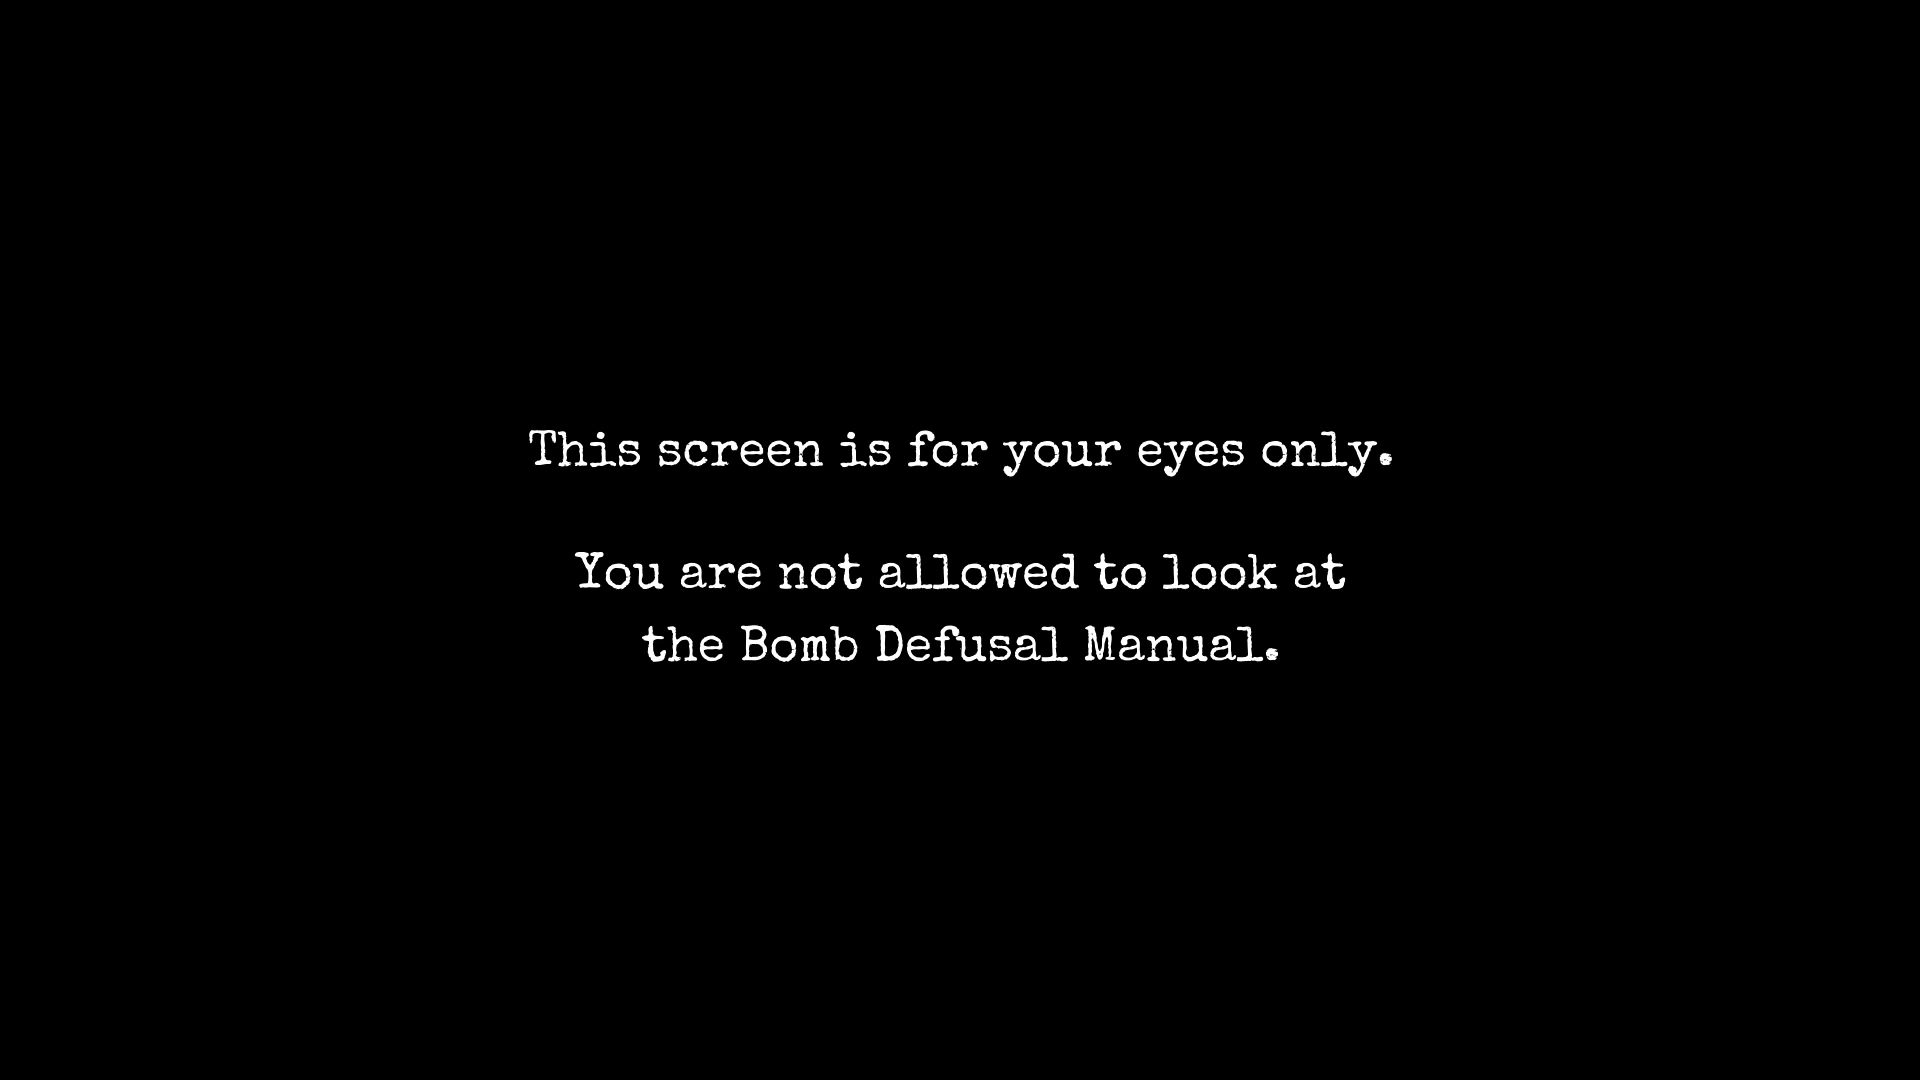 This screen is for your eyes only.
You are not allowed to look at
the Bomb Defusal Manual.